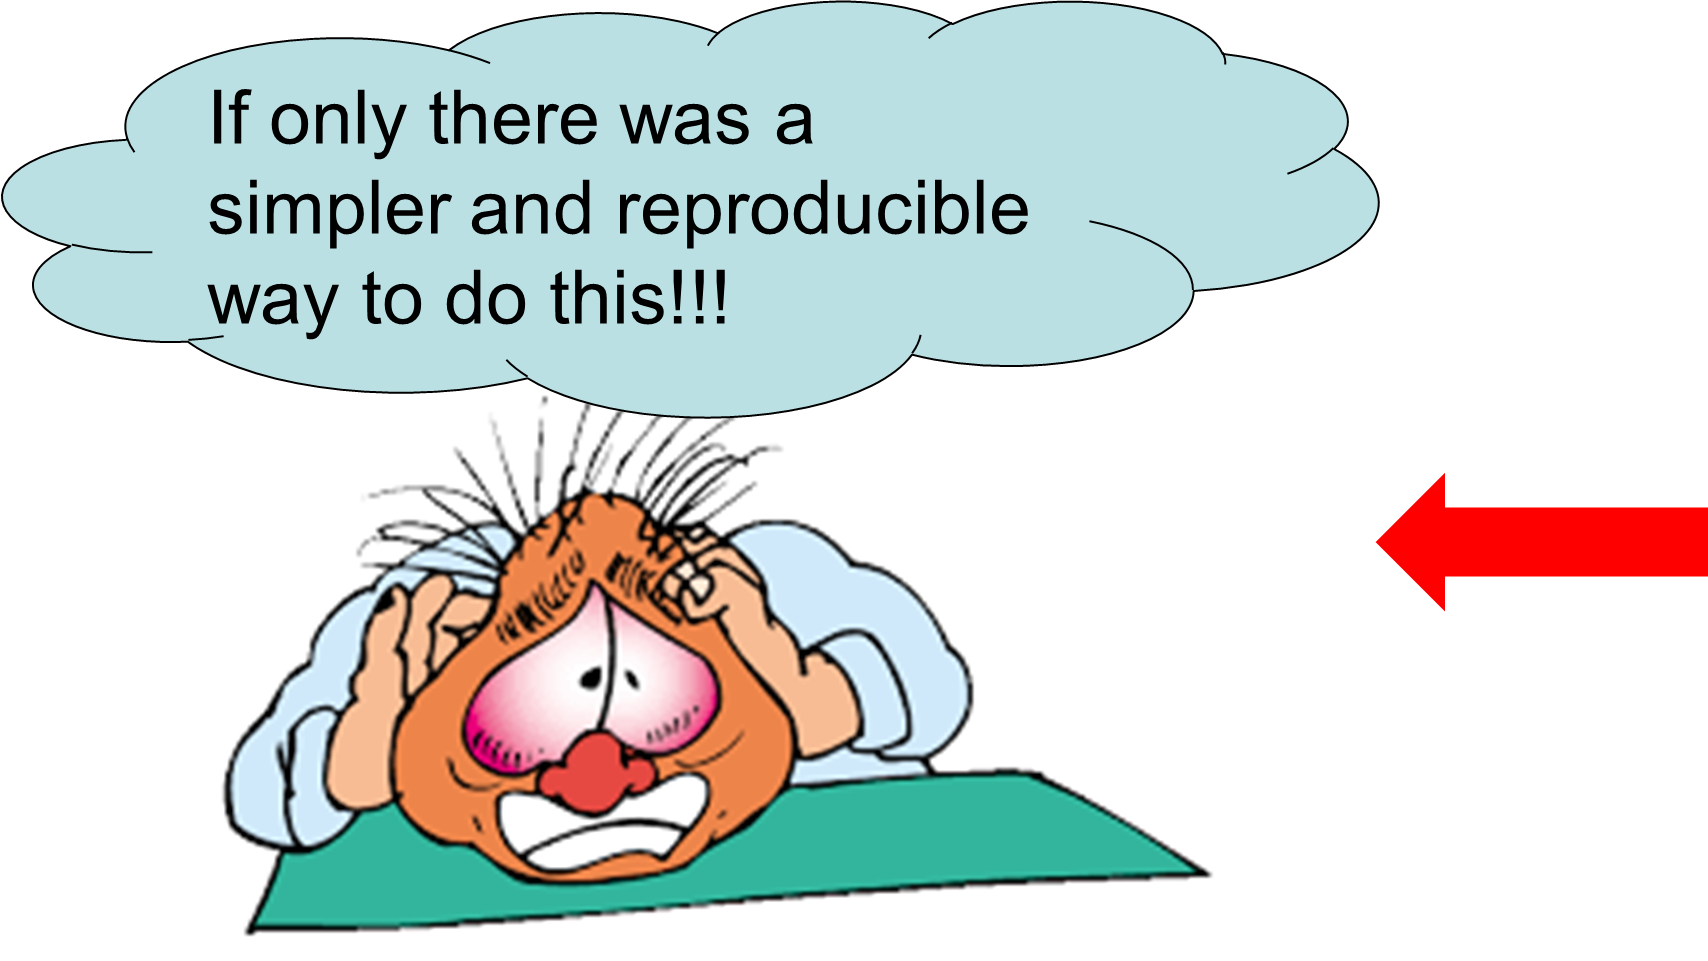 If only there was a
simpler and reproducible
way to do this!!!